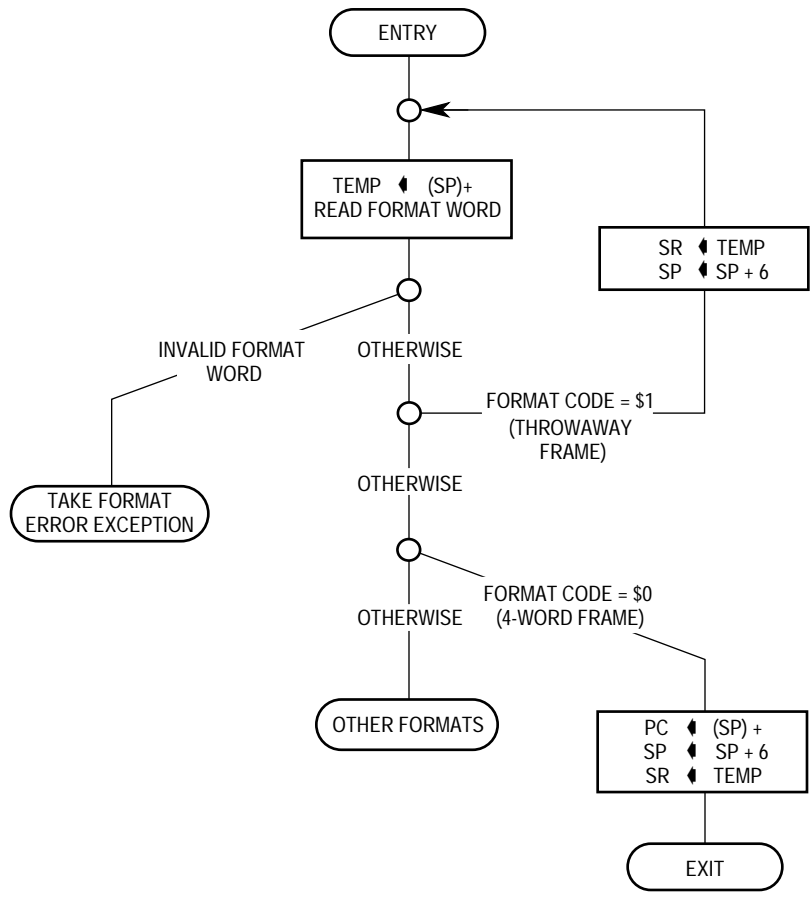 ENTRY
TEMP ◄ (SP)+
READ FORMAT WORD
SR ◄ TEMP
SP ◄ SP + 6
INVALID FORMAT
WORD
OTHERWISE
FORMAT CODE = $1
(THROWAWAY
FRAME)
TAKE FORMAT
ERROR EXCEPTION
OTHERWISE
FORMAT CODE = $0
(4-WORD FRAME)
OTHERWISE
OTHER FORMATS
PC ◄ (SP) +
SP ◄ SP + 6
SR ◄ TEMP
EXIT